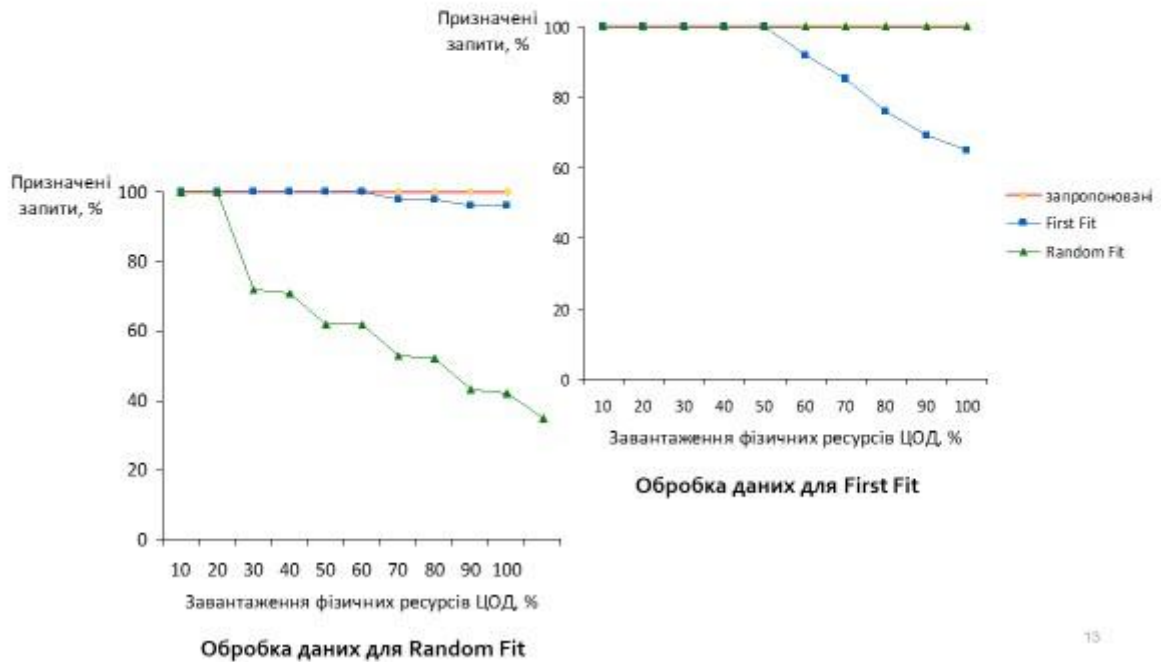 Призначені
запити, %
100
80
60
40
20
0
10 20 30 40 50 60 70 80 90 100
Завантаження фізичних ресурсів ЦОД, %
Обробка даних для Random Fit
Призначені
запити, %
100
80
60
40
20
0
10 20 30 40 50 60 70 80 90 100
Завантаження фізичних ресурсів ЦОД, %
Обробка даних для First Fit
запропоновані
First Fit
Random Fit
13